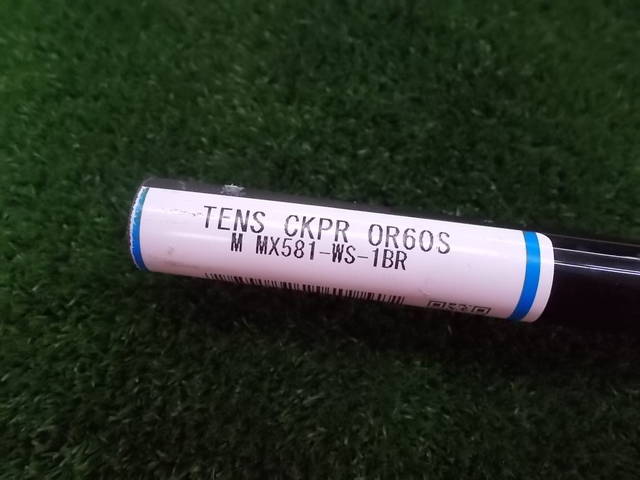 TENS CKPR OR60S
M MX581-WS-1BR